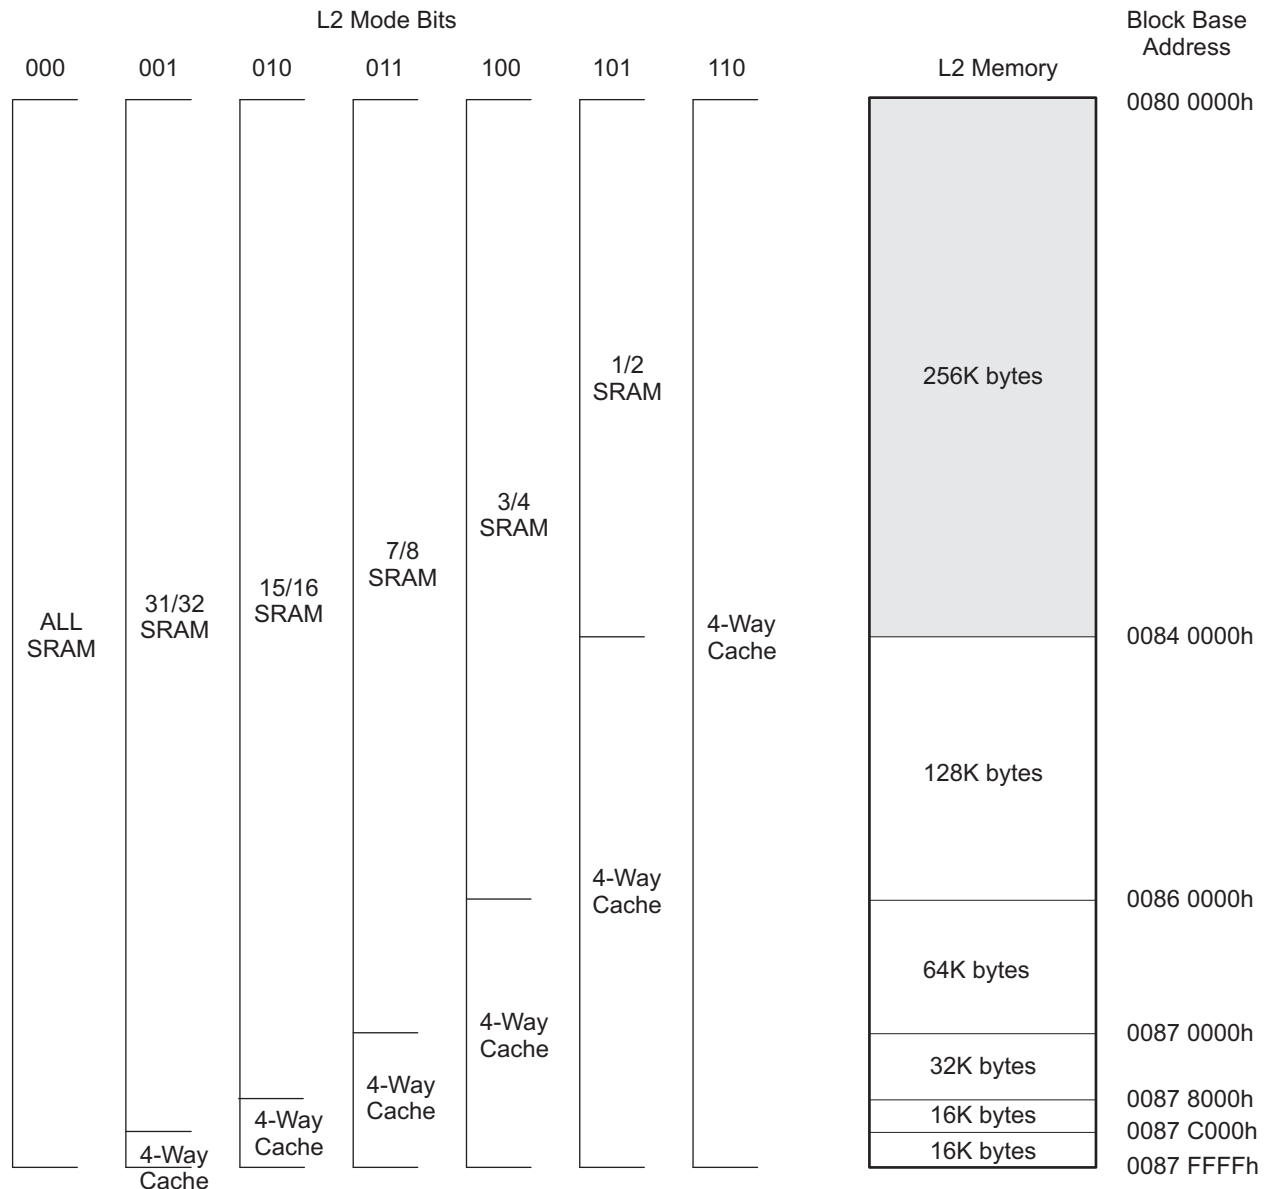 L2 Mode Bits
Block Base
Address
000
001
010
011
100
101
110
L2 Memory
0080 0000h
1/2
SRAM
256K bytes
3/4
SRAM
7/8
SRAM
15/16
SRAM
31/32
SRAM
ALL
SRAM
4-Way
Cache
0084 0000h
128K bytes
4-Way
Cache
0086 0000h
64K bytes
4-Way
Cache
0087 0000h
32K bytes
4-Way
Cache
0087 8000h
4-Way
Cache
16K bytes
0087 C000h
4-Way
Cache
16K bytes
0087 FFFFh